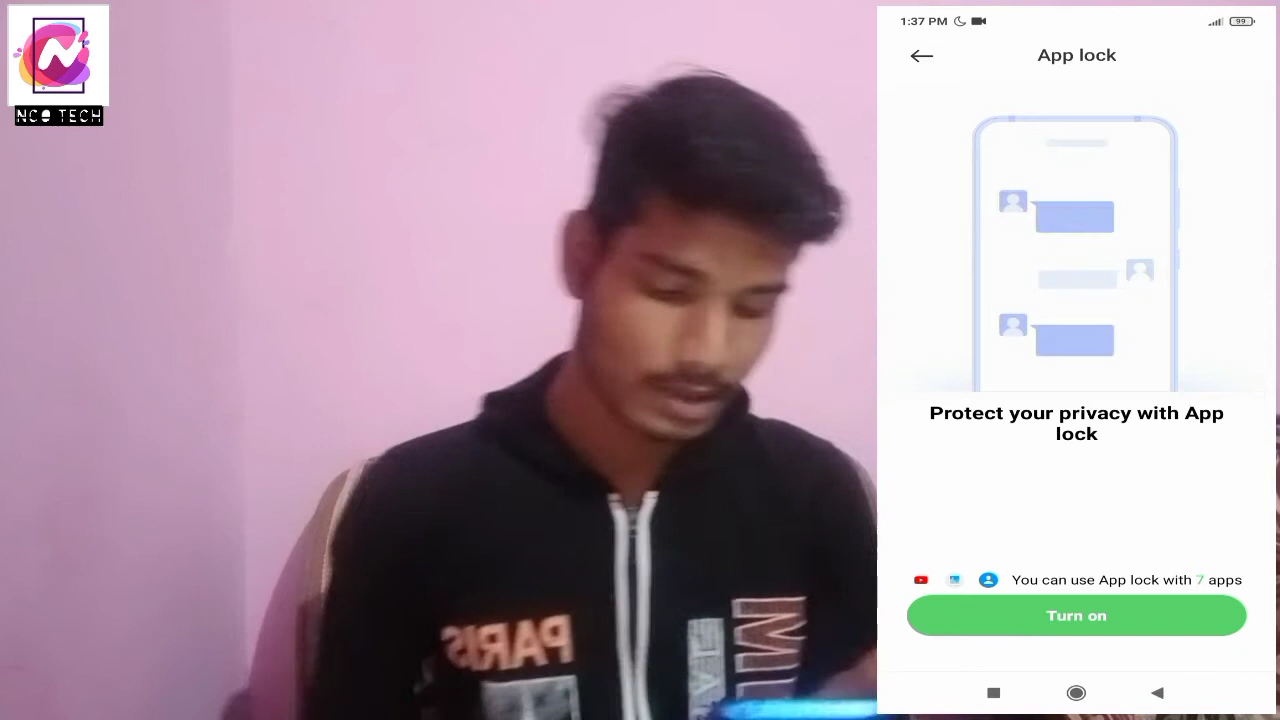 NCO TECH
1:37 PM
99
App lock
Protect your privacy with App
lock
You can use App lock with 7 apps
Turn on
PARIS